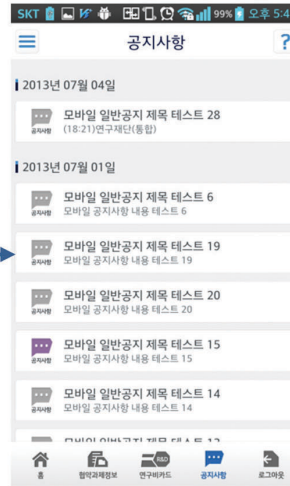 SKT 99% 오후 5:4
공지사항 ?
2013년 07월 04일
모바일 일반공지 제목 테스트 28
공지사항 (18:21)연구재단(통합)
2013년 07월 01일
모바일 일반공지 제목 테스트 6
공지사항 모바일 공지사항 내용 테스트 6
모바일 일반공지 제목 테스트 19
공지사항 모바일 공지사항 내용 테스트 19
모바일 일반공지 제목 테스트 20
공지사항 모바일 공지사항 내용 테스트 20
모바일 일반공지 제목 테스트 15
공지사항 모바일 공지사항 내용 테스트 15
모바일 일반공지 제목 테스트 14
공지사항 모바일 공지사항 내용 테스트 14
R&D
홈 협약과제정보 연구비카드 공지사항 로그아웃